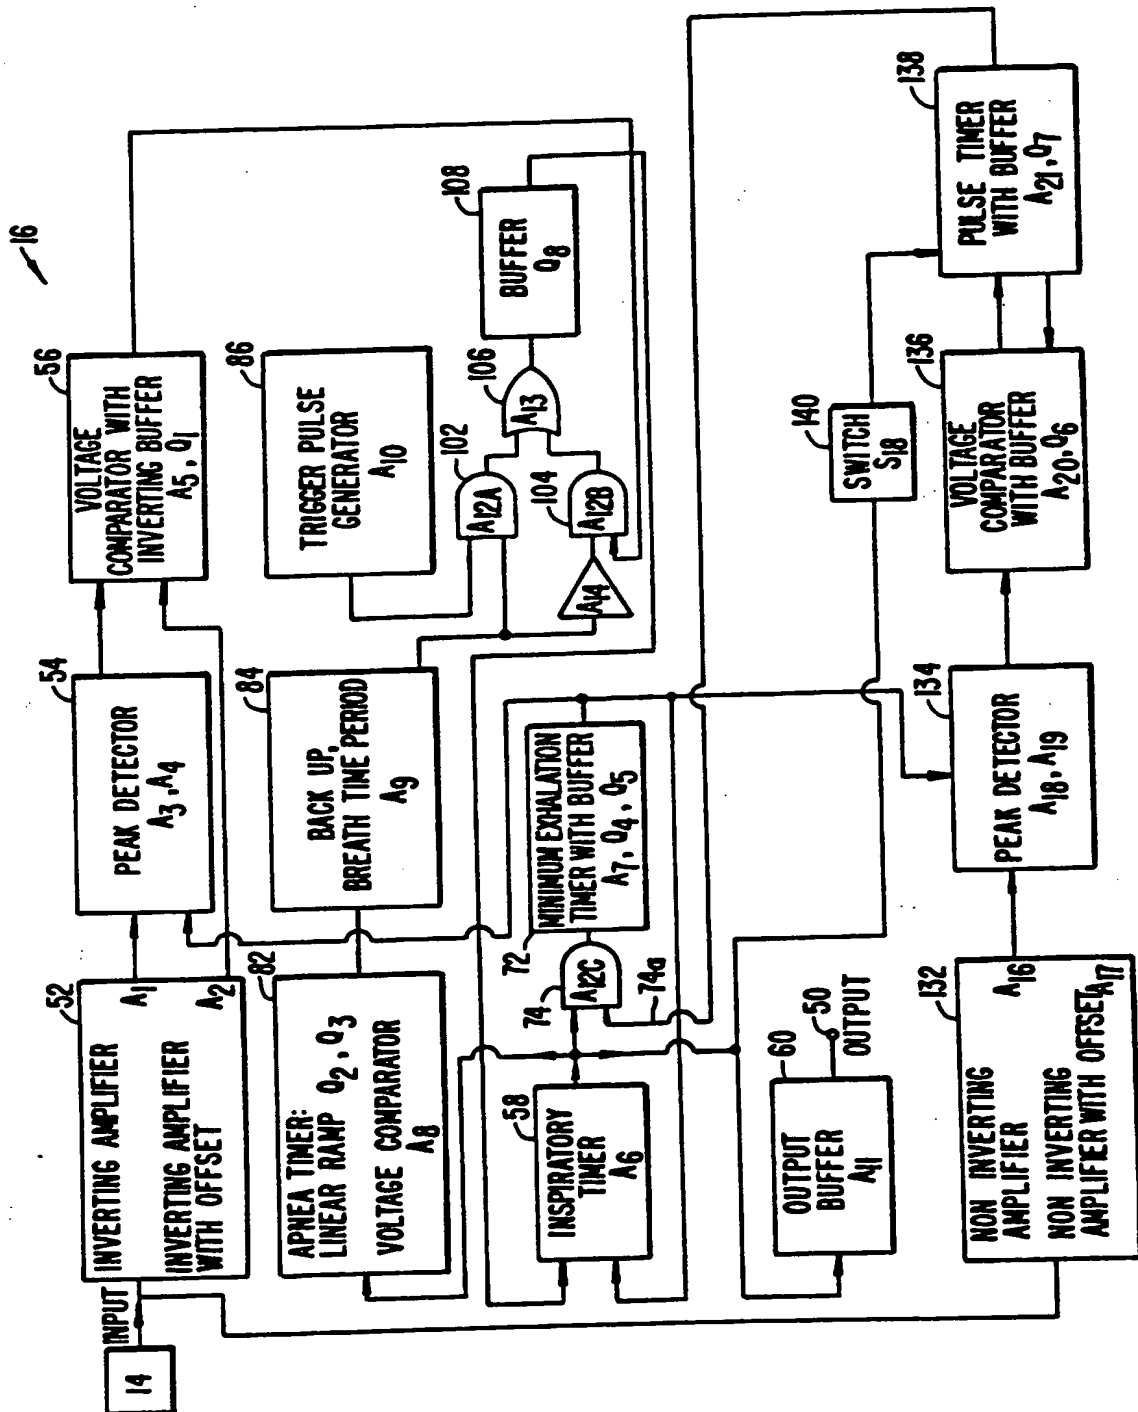 16
14
INPUT
52
INVERTING AMPLIFIER
A1
INVERTING AMPLIFIER
WITH OFFSET
A2
54
PEAK DETECTOR
A3, A4
56
VOLTAGE
COMPARATOR WITH
INVERTING BUFFER
A5, Q1
82
APNEA TIMER:
LINEAR RAMP Q2, Q3
VOLTAGE COMPARATOR
A8
84
BACK UP,
BREATH TIME PERIOD
A9
86
TRIGGER PULSE
GENERATOR
A10
102
A12A
104
A12B
A14
106
A13
108
BUFFER
Q8
58
INSPIRATORY
TIMER
A6
74
A12C
74a
72
MINIMUM EXHALATION
TIMER WITH BUFFER
A7, Q4, Q5
60
OUTPUT
BUFFER
A11
50
OUTPUT
140
SWITCH
S18
132
NON INVERTING
AMPLIFIER
A16
NON INVERTING
AMPLIFIER WITH OFFSET
A17
134
PEAK DETECTOR
A18, A19
136
VOLTAGE
COMPARATOR
WITH BUFFER
A20, Q6
138
PULSE TIMER
WITH BUFFER
A21, Q7